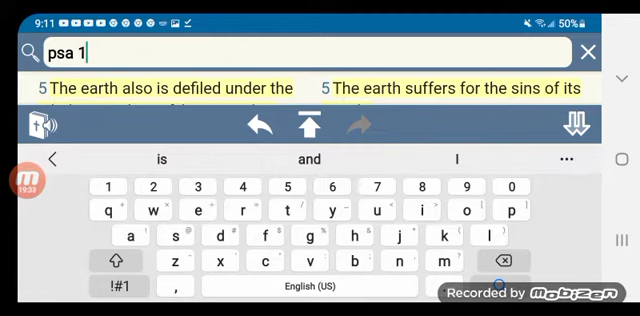 9:11 50%
psa 1
5 The earth also is defiled under the
5 The earth suffers for the sins of its
is and I ...
19:33
1 2 3 4 5 6 7 8 9 0
q w e r t y u i o p
a s d f g h j k l
z x c v b n m
!#1 , English (US) .
Recorded by mobizen